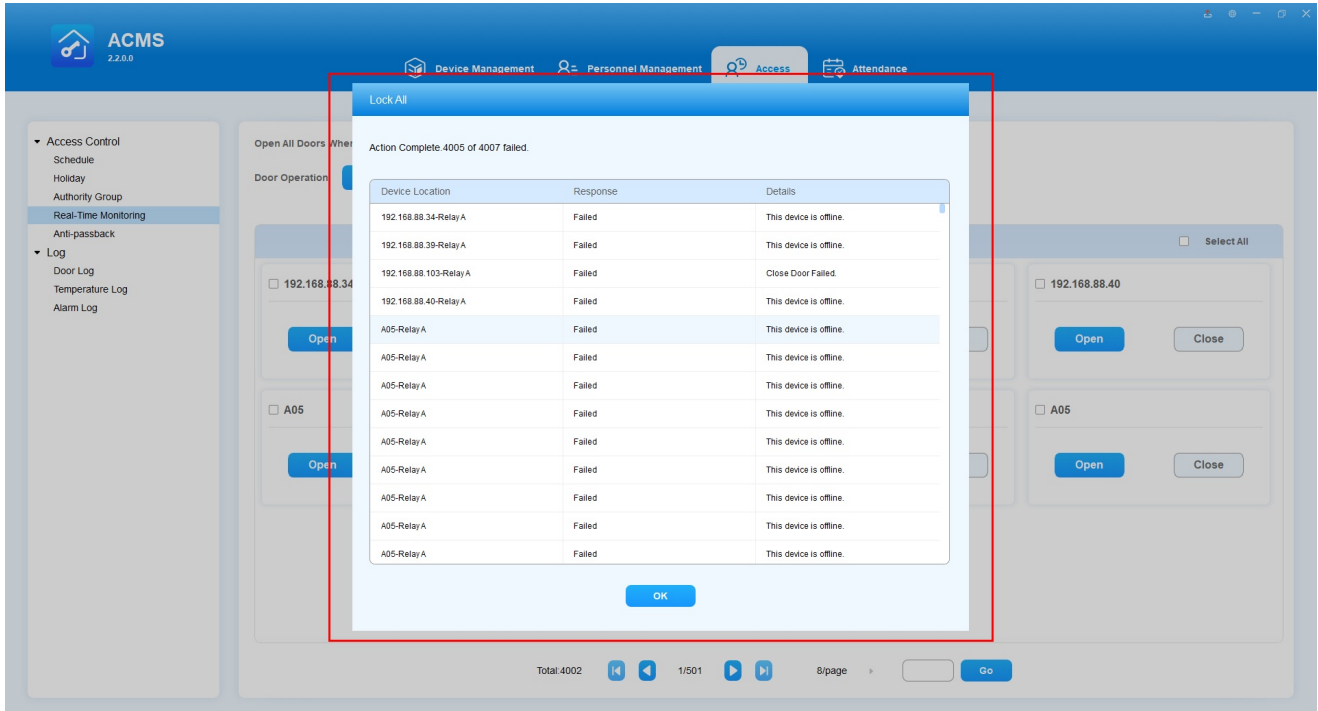 ACMS
2.2.0.0
Device Management
Personnel Management
Access
Attendance
Access Control
Schedule
Holiday
Authority Group
Real-Time Monitoring
Anti-passback
Log
Door Log
Temperature Log
Alarm Log
Open All Doors Wher
Door Operation
Select All
192.168.88.34
192.168.88.40
Open
Open
Close
A05
A05
Open
Open
Close
Lock All
Action Complete.4005 of 4007 failed.
Device Location Response Details
192.168.88.34-Relay A Failed This device is offline.
192.168.88.39-Relay A Failed This device is offline.
192.168.88.103-Relay A Failed Close Door Failed.
192.168.88.40-Relay A Failed This device is offline.
A05-Relay A Failed This device is offline.
A05-Relay A Failed This device is offline.
A05-Relay A Failed This device is offline.
A05-Relay A Failed This device is offline.
A05-Relay A Failed This device is offline.
A05-Relay A Failed This device is offline.
A05-Relay A Failed This device is offline.
A05-Relay A Failed This device is offline.
A05-Relay A Failed This device is offline.
OK
Total:4002 1/501 8/page Go